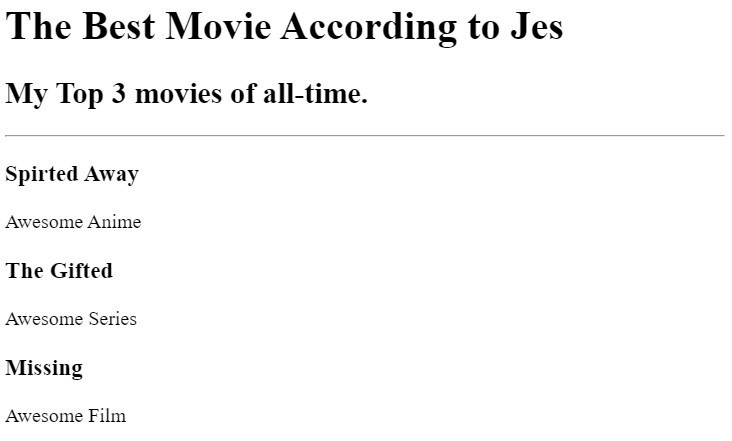 The Best Movie According to Jes
My Top 3 movies of all-time.
Spirted Away
Awesome Anime
The Gifted
Awesome Series
Missing
Awesome Film